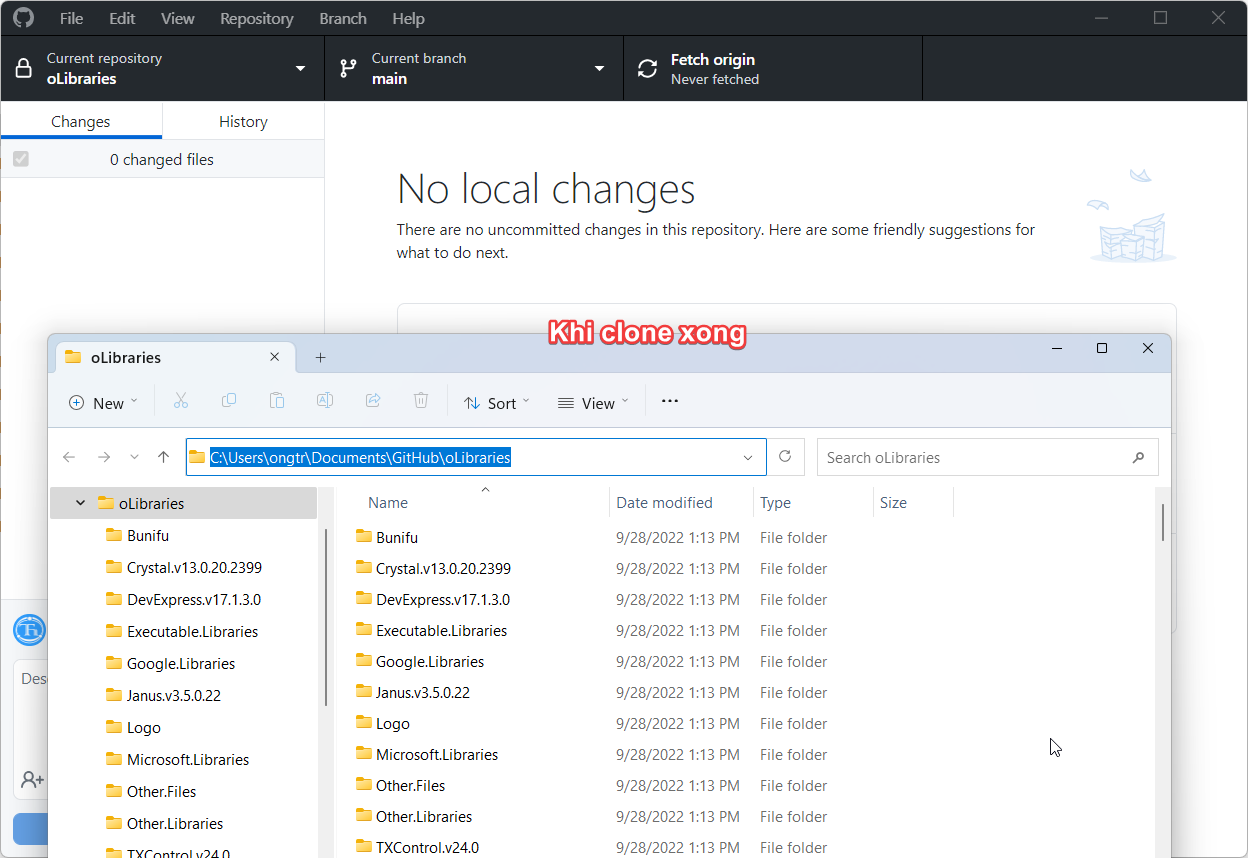 File Edit View Repository Branch Help
Current repository
oLibraries
Current branch
main
Fetch origin
Never fetched
Changes History
0 changed files
No local changes
There are no uncommitted changes in this repository. Here are some friendly suggestions for
what to do next.
Khi clone xong
oLibraries
New Sort View
C:\Users\ongtr\Documents\GitHub\oLibraries
Search oLibraries
oLibraries
Bunifu
Crystal.v13.0.20.2399
DevExpress.v17.1.3.0
Executable.Libraries
Google.Libraries
Janus.v3.5.0.22
Logo
Microsoft.Libraries
Other.Files
Other.Libraries
TXControl.v24.0
Name Date modified Type Size
Bunifu 9/28/2022 1:13 PM File folder
Crystal.v13.0.20.2399 9/28/2022 1:13 PM File folder
DevExpress.v17.1.3.0 9/28/2022 1:13 PM File folder
Executable.Libraries 9/28/2022 1:13 PM File folder
Google.Libraries 9/28/2022 1:13 PM File folder
Janus.v3.5.0.22 9/28/2022 1:13 PM File folder
Logo 9/28/2022 1:13 PM File folder
Microsoft.Libraries 9/28/2022 1:13 PM File folder
Other.Files 9/28/2022 1:13 PM File folder
Other.Libraries 9/28/2022 1:13 PM File folder
TXControl.v24.0 9/28/2022 1:13 PM File folder
Des